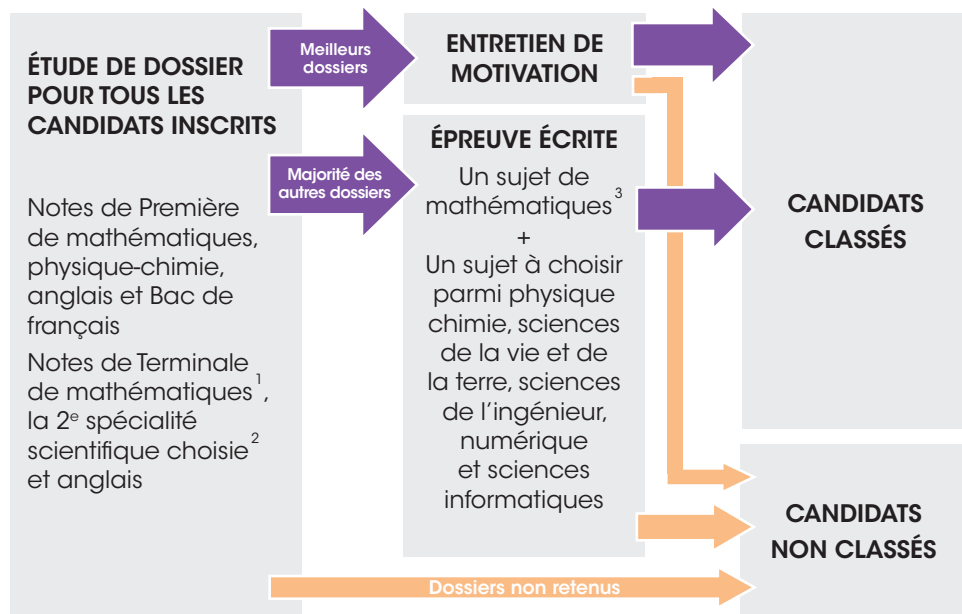 ÉTUDE DE DOSSIER
POUR TOUS LES
CANDIDATS INSCRITS
Notes de Première
de mathématiques,
physique-chimie,
anglais et Bac de
français
Notes de Terminale
de mathématiques¹,
la 2ᵉ spécialité
scientifique choisie²
et anglais
Meilleurs
dossiers
Majorité des
autres dossiers
ENTRETIEN DE
MOTIVATION
ÉPREUVE ÉCRITE
Un sujet de
mathématiques³
+
Un sujet à choisir
parmi physique
chimie, sciences
de la vie et de
la terre, sciences
de l’ingénieur,
numérique
et sciences
informatiques
CANDIDATS
CLASSÉS
CANDIDATS
NON CLASSÉS
Dossiers non retenus